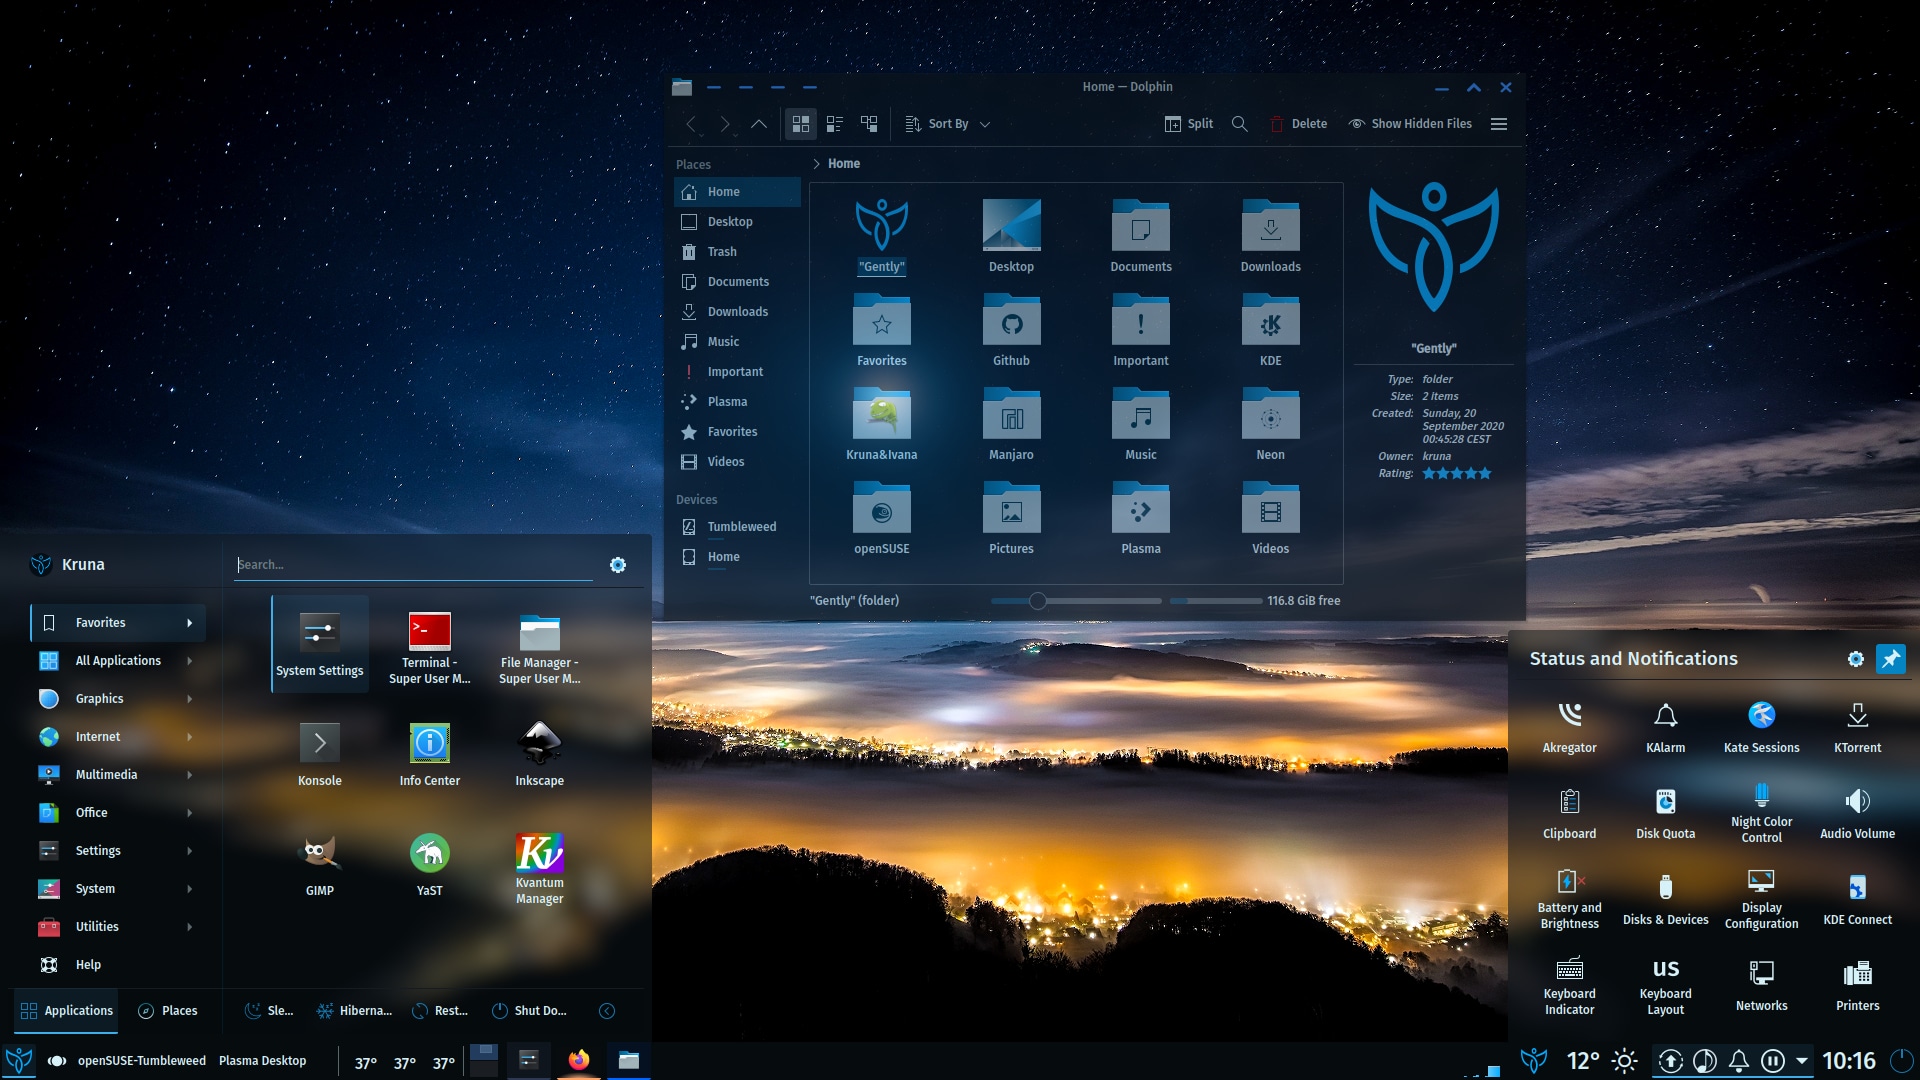 Home — Dolphin
Sort By
Split
Delete
Show Hidden Files
Places
Home
Desktop
Trash
Documents
Downloads
Music
Important
Plasma
Favorites
Videos
Devices
Tumbleweed
Home
Home
"Gently"
Desktop
Documents
Downloads
Favorites
Github
Important
KDE
Kruna&Ivana
Manjaro
Music
Neon
openSUSE
Pictures
Plasma
Videos
"Gently" (folder)
116.8 GiB free
"Gently"
Type: folder
Size: 2 Items
Created: Sunday, 20
September 2020
00:45:28 CEST
Owner: kruna
Rating:
Kruna
Search...
Favorites
All Applications
Graphics
Internet
Multimedia
Office
Settings
System
Utilities
Help
System Settings
Terminal -
Super User M...
File Manager -
Super User M...
Konsole
Info Center
Inkscape
GIMP
YaST
Kv
Kvantum
Manager
Applications
Places
Sle...
Hiberna...
Rest...
Shut Do...
Status and Notifications
Akregator
KAlarm
Kate Sessions
KTorrent
Clipboard
Disk Quota
Night Color
Control
Audio Volume
Battery and
Brightness
Disks & Devices
Display
Configuration
KDE Connect
Keyboard
Indicator
us
Keyboard
Layout
Networks
Printers
openSUSE-Tumbleweed
Plasma Desktop
37° 37° 37°
12°
10:16